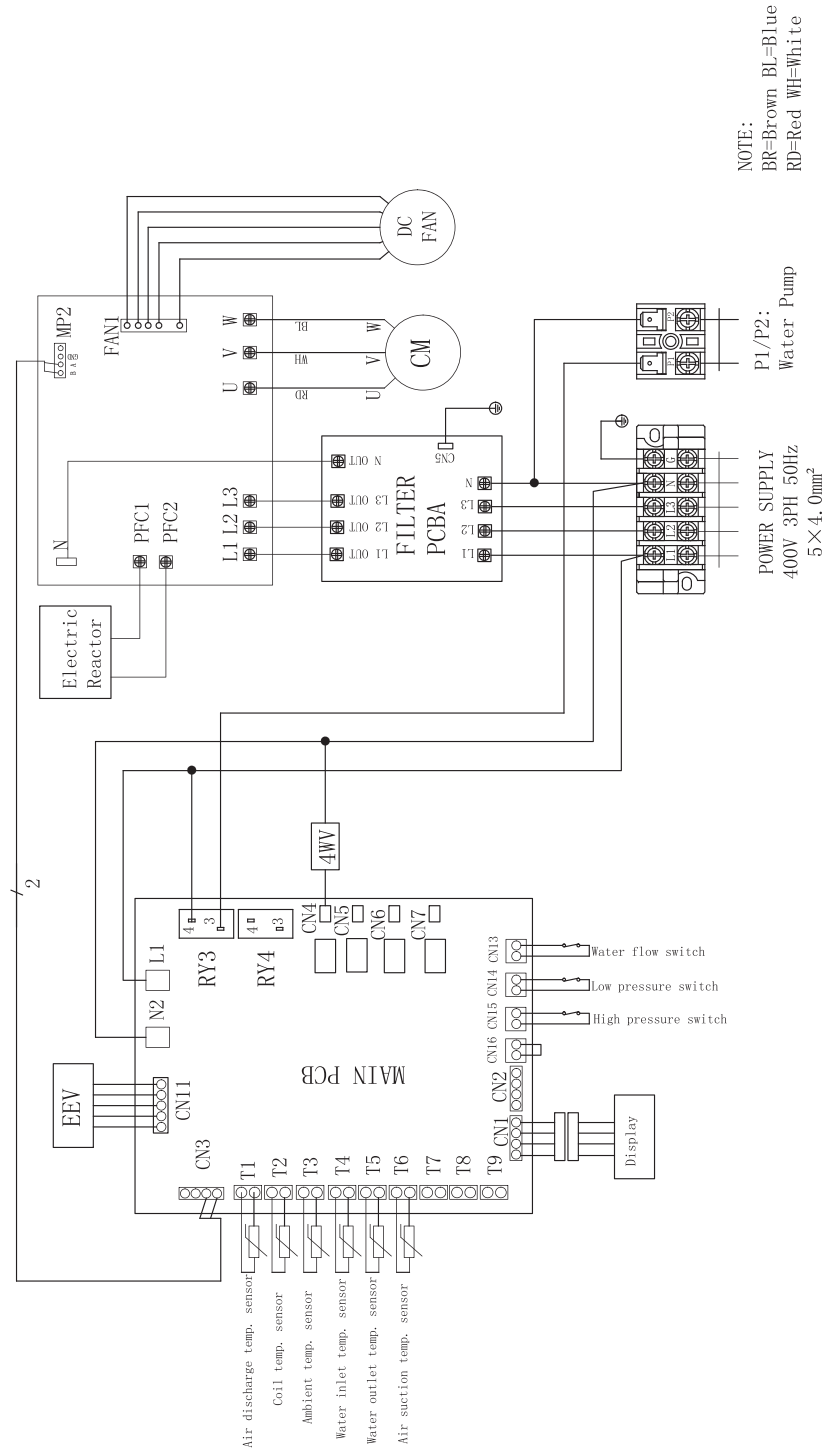 NOTE:
BR=Brown BL=Blue
RD=Red WH=White
MP2
B A GND
FAN1
DC
FAN
W
V
U
BL
WH
RD
W
V
U
CM
N
PFC1
PFC2
L1 L2 L3
Electric
Reactor
N OUT
L3 OUT
L2 OUT
L1 OUT
FILTER
PCBA
CN5
N
L3
L2
L1
P1
P2
P1/P2:
Water Pump
G
N
L3
L2
L1
POWER SUPPLY
400V 3PH 50Hz
5×4.0mm²
2
4WV
L1
N2
4
3
RY3
4
3
RY4
CN4
CN5
CN6
CN7
EEV
CN11
CN3
MAIN PCB
T1
T2
T3
T4
T5
T6
T7
T8
T9
Air discharge temp. sensor
Coil temp. sensor
Ambient temp. sensor
Water inlet temp. sensor
Water outlet temp. sensor
Air suction temp. sensor
CN1
CN2
CN16
CN15
CN14
CN13
Water flow switch
Low pressure switch
High pressure switch
Display